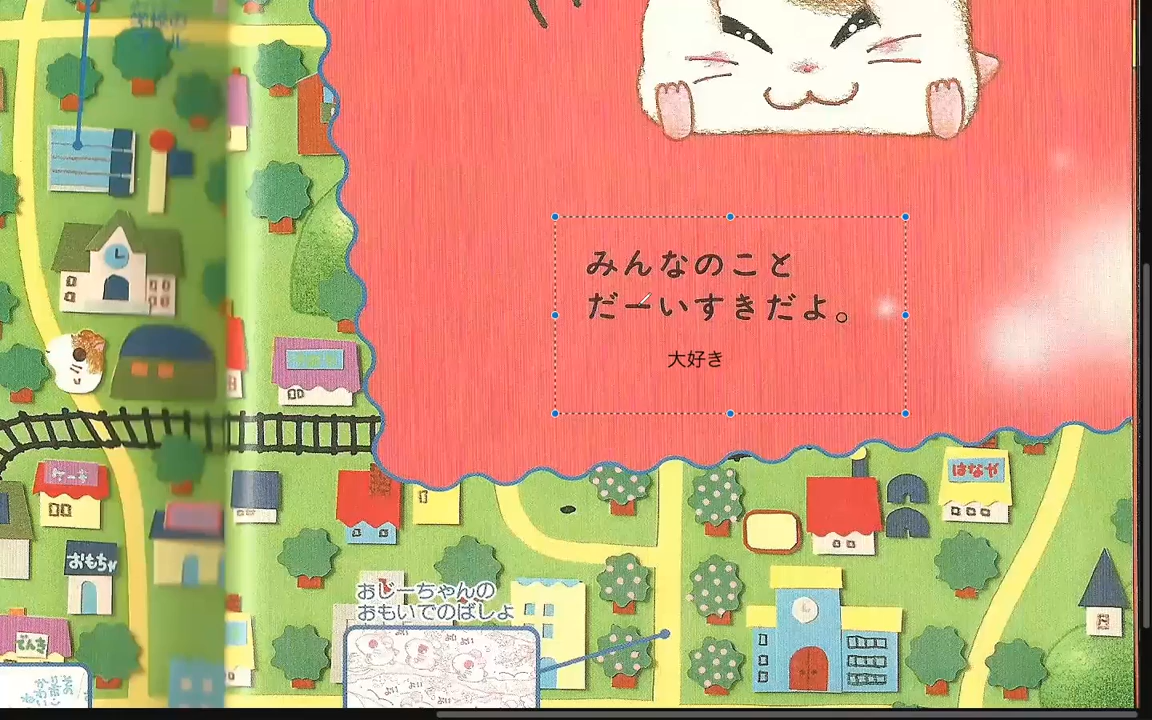 みんなのこと
だーいすきだよ。
大好き
ケーキ
はなや
おもちゃ
おじーちゃんの
おもいでのばしょ
でんき